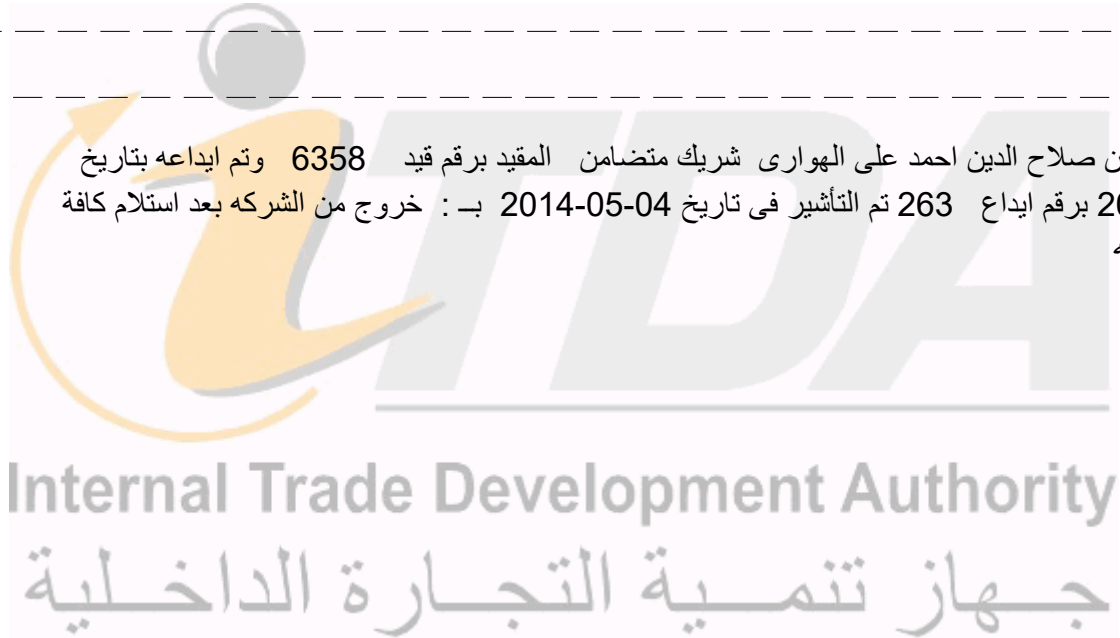 صلاح الدين احمد على الهوارى شريك متضامن المقيد برقم قيد 6358 وتم ايداعه بتاريخ
برقم ايداع 263 تم التأشير فى تاريخ 04-05-2014 بـ : خروج من الشركه بعد استلام كافة
iTDA
Internal Trade Development Authority
جهاز تنمية التجارة الداخلية